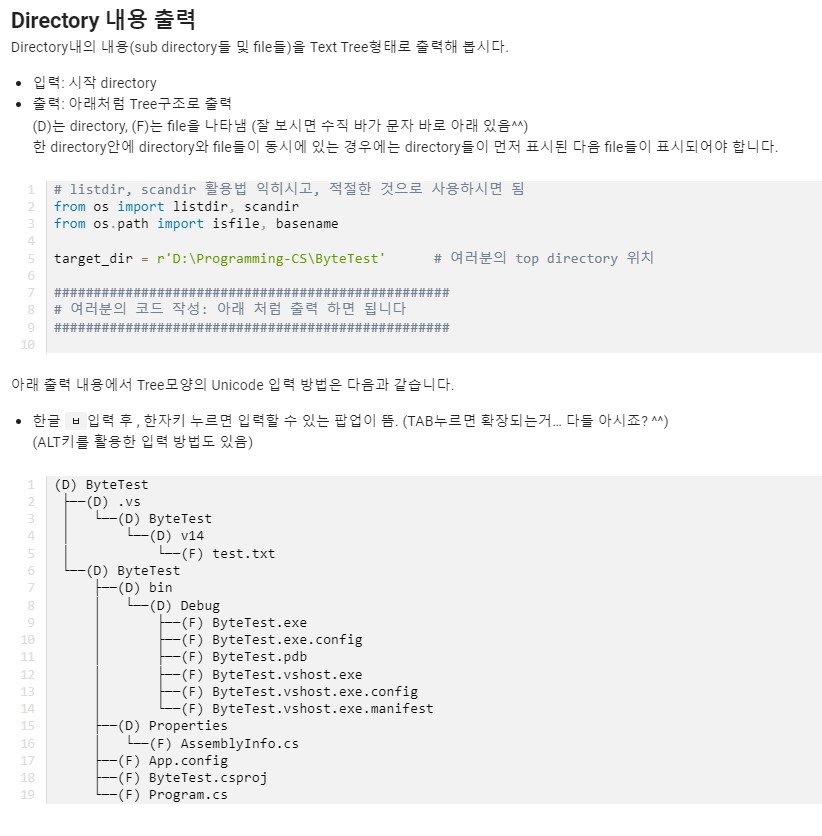 Directory 내용 출력
Directory내의 내용(sub directory들 및 file들)을 Text Tree형태로 출력해 봅시다.
• 입력: 시작 directory
• 출력: 아래처럼 Tree구조로 출력
(D)는 directory, (F)는 file을 나타냄 (잘 보시면 수직 바가 문자 바로 아래 있음^^)
한 directory안에 directory와 file들이 동시에 있는 경우에는 directory들이 먼저 표시된 다음 file들이 표시되어야 합니다.
1 # listdir, scandir 활용법 익히시고, 적절한 것으로 사용하시면 됨
2 from os import listdir, scandir
3 from os.path import isfile, basename
4
5 target_dir = r'D:\Programming-CS\ByteTest'      # 여러분의 top directory 위치
6
7 ##################################################
8 # 여러분의 코드 작성: 아래 처럼 출력 하면 됩니다
9 ##################################################
10
아래 출력 내용에서 Tree모양의 Unicode 입력 방법은 다음과 같습니다.
• 한글 ㅂ 입력 후 , 한자키 누르면 입력할 수 있는 팝업이 뜸. (TAB누르면 확장되는거... 다들 아시죠? ^^)
(ALT키를 활용한 입력 방법도 있음)
1 (D) ByteTest
2  ├──(D) .vs
3  │   └──(D) ByteTest
4  │       └──(D) v14
5  │           └──(F) test.txt
6  └──(D) ByteTest
7      ├──(D) bin
8      │   └──(D) Debug
9      │       ├──(F) ByteTest.exe
10      │       ├──(F) ByteTest.exe.config
11      │       ├──(F) ByteTest.pdb
12      │       ├──(F) ByteTest.vshost.exe
13      │       ├──(F) ByteTest.vshost.exe.config
14      │       └──(F) ByteTest.vshost.exe.manifest
15      ├──(D) Properties
16      │   └──(F) AssemblyInfo.cs
17      ├──(F) App.config
18      ├──(F) ByteTest.csproj
19      └──(F) Program.cs